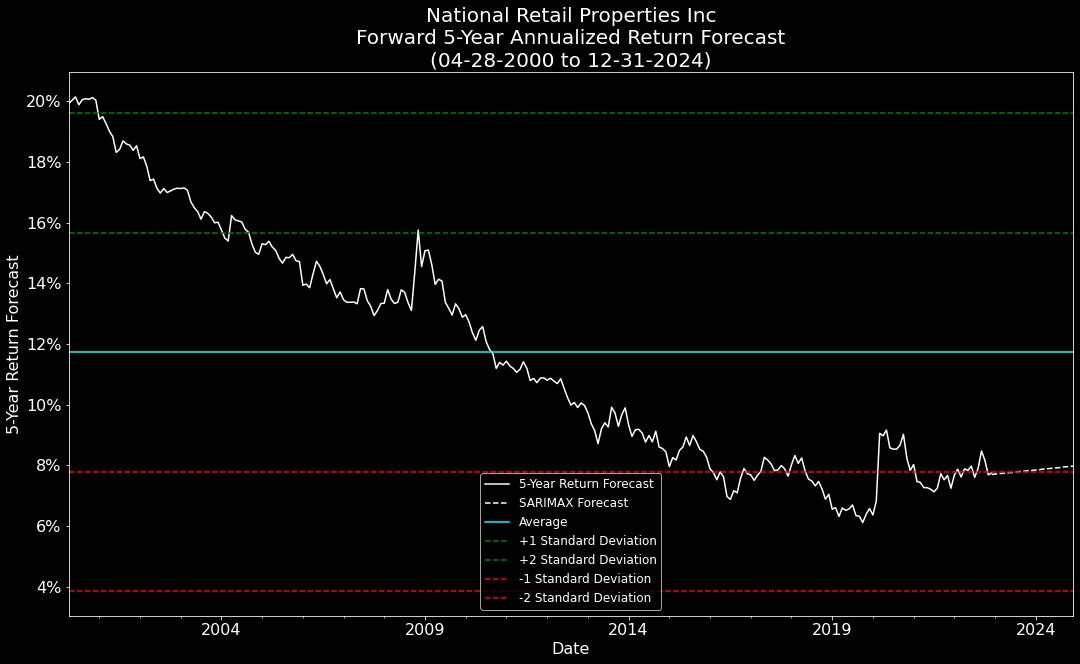 National Retail Properties Inc
Forward 5-Year Annualized Return Forecast
(04-28-2000 to 12-31-2024)
5-Year Return Forecast
20%
18%
16%
14%
12%
10%
8%
6%
4%
5-Year Return Forecast
SARIMAX Forecast
Average
+1 Standard Deviation
+2 Standard Deviation
-1 Standard Deviation
-2 Standard Deviation
2004
2009
2014
2019
2024
Date